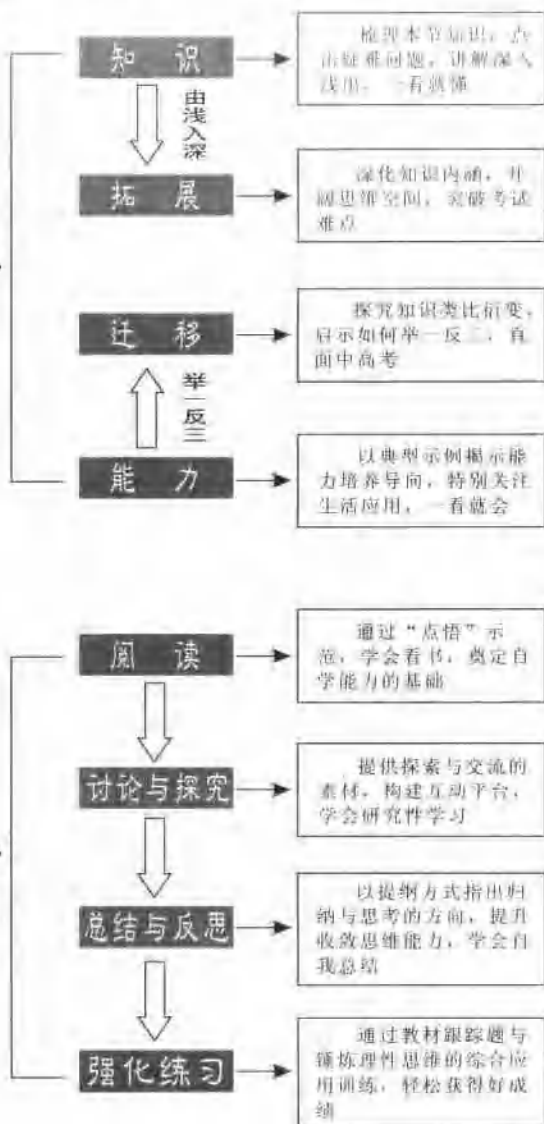 知 识
梳理本节知识，点
击疑难问题，讲解深入
浅出，一看就懂
由浅入深
拓 展
深化知识内涵，开
阔思维空间，突破考试
难点
迁 移
探究知识类比衍变，
启示如何举一反三，直
面中高考
举一反三
能 力
以典型示例揭示能
力培养导向，特别关注
生活应用，一看就会
阅 读
通过“点悟”示
范，学会看书，奠定自
学能力的基础
讨论与探究
提供探索与交流的
素材，构建互动平台，
学会研究性学习
总结与反思
以提纲方式指出归
纳与思考的方向，提升
收敛思维能力，学会自
我总结
强化练习
通过教材跟踪题与
锤炼理性思维的综合应
用训练，轻松获得好成
绩